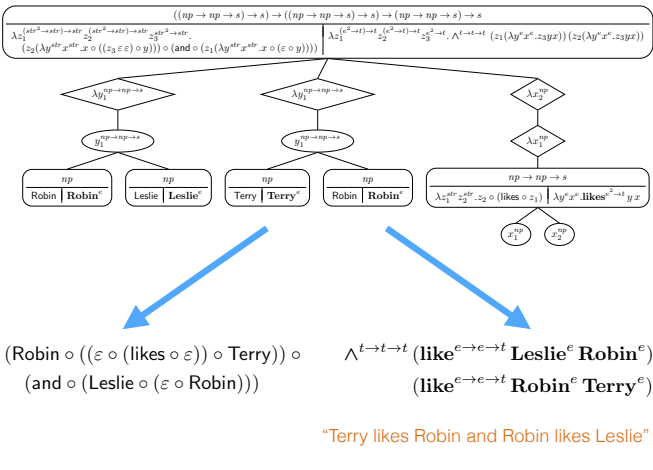 ((np → np → s) → s) → ((np → np → s) → s) → (np → np → s) → s
λz₁^{(str²→str)→str} z₂^{(str²→str)→str} z₃^{str²→str}. | λz₁^{(e²→t)→t} z₂^{(e²→t)→t} z₃^{e²→t}. ∧^{t→t→t} (z₁(λy^e x^e.z₃yx)) (z₂(λy^e x^e.z₃yx))
(z₂(λy^{str} x^{str}.x ∘ ((z₃ ε ε) ∘ y))) ∘ (and ∘ (z₁(λy^{str} x^{str}.x ∘ (ε ∘ y))))
λy₁^{np→np→s} λy₁^{np→np→s} λx₂^{np}
y₁^{np→np→s} y₁^{np→np→s} λx₁^{np}
np np np np np → np → s
Robin | Robin^e Leslie | Leslie^e Terry | Terry^e Robin | Robin^e λz₁^{str} z₂^{str}.z₂ ∘ (likes ∘ z₁) | λy^e x^e.likes^{e²→t} y x
x₁^{np} x₂^{np}
(Robin ∘ ((ε ∘ (likes ∘ ε)) ∘ Terry)) ∘
(and ∘ (Leslie ∘ (ε ∘ Robin)))
∧^{t→t→t} (like^{e→e→t} Leslie^e Robin^e)
(like^{e→e→t} Robin^e Terry^e)
“Terry likes Robin and Robin likes Leslie”